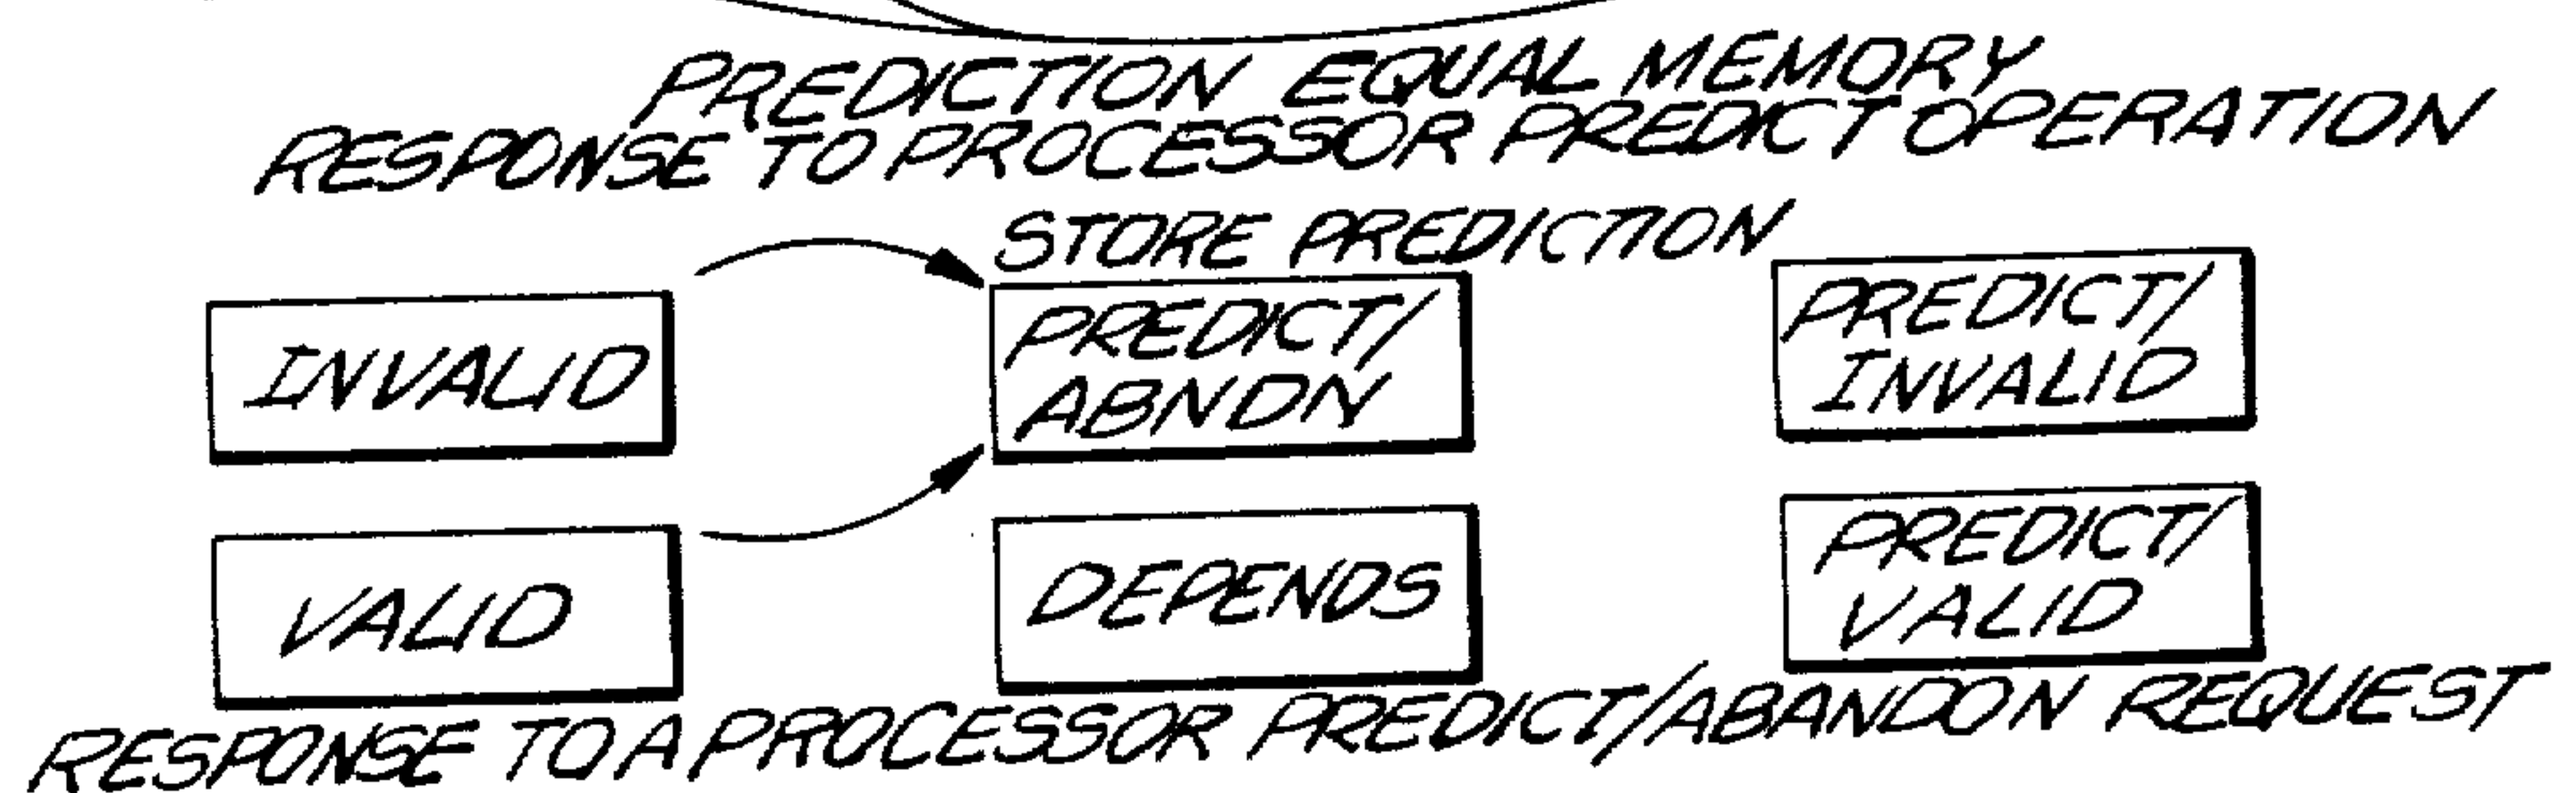 PREDICTION EQUAL MEMORY
RESPONSE TO PROCESSOR PREDICT OPERATION
STORE PREDICTION
INVALID
PREDICT/
ABNDN
PREDICT/
INVALID
VALID
DEPENDS
PREDICT/
VALID
RESPONSE TO A PROCESSOR PREDICT/ABANDON REQUEST